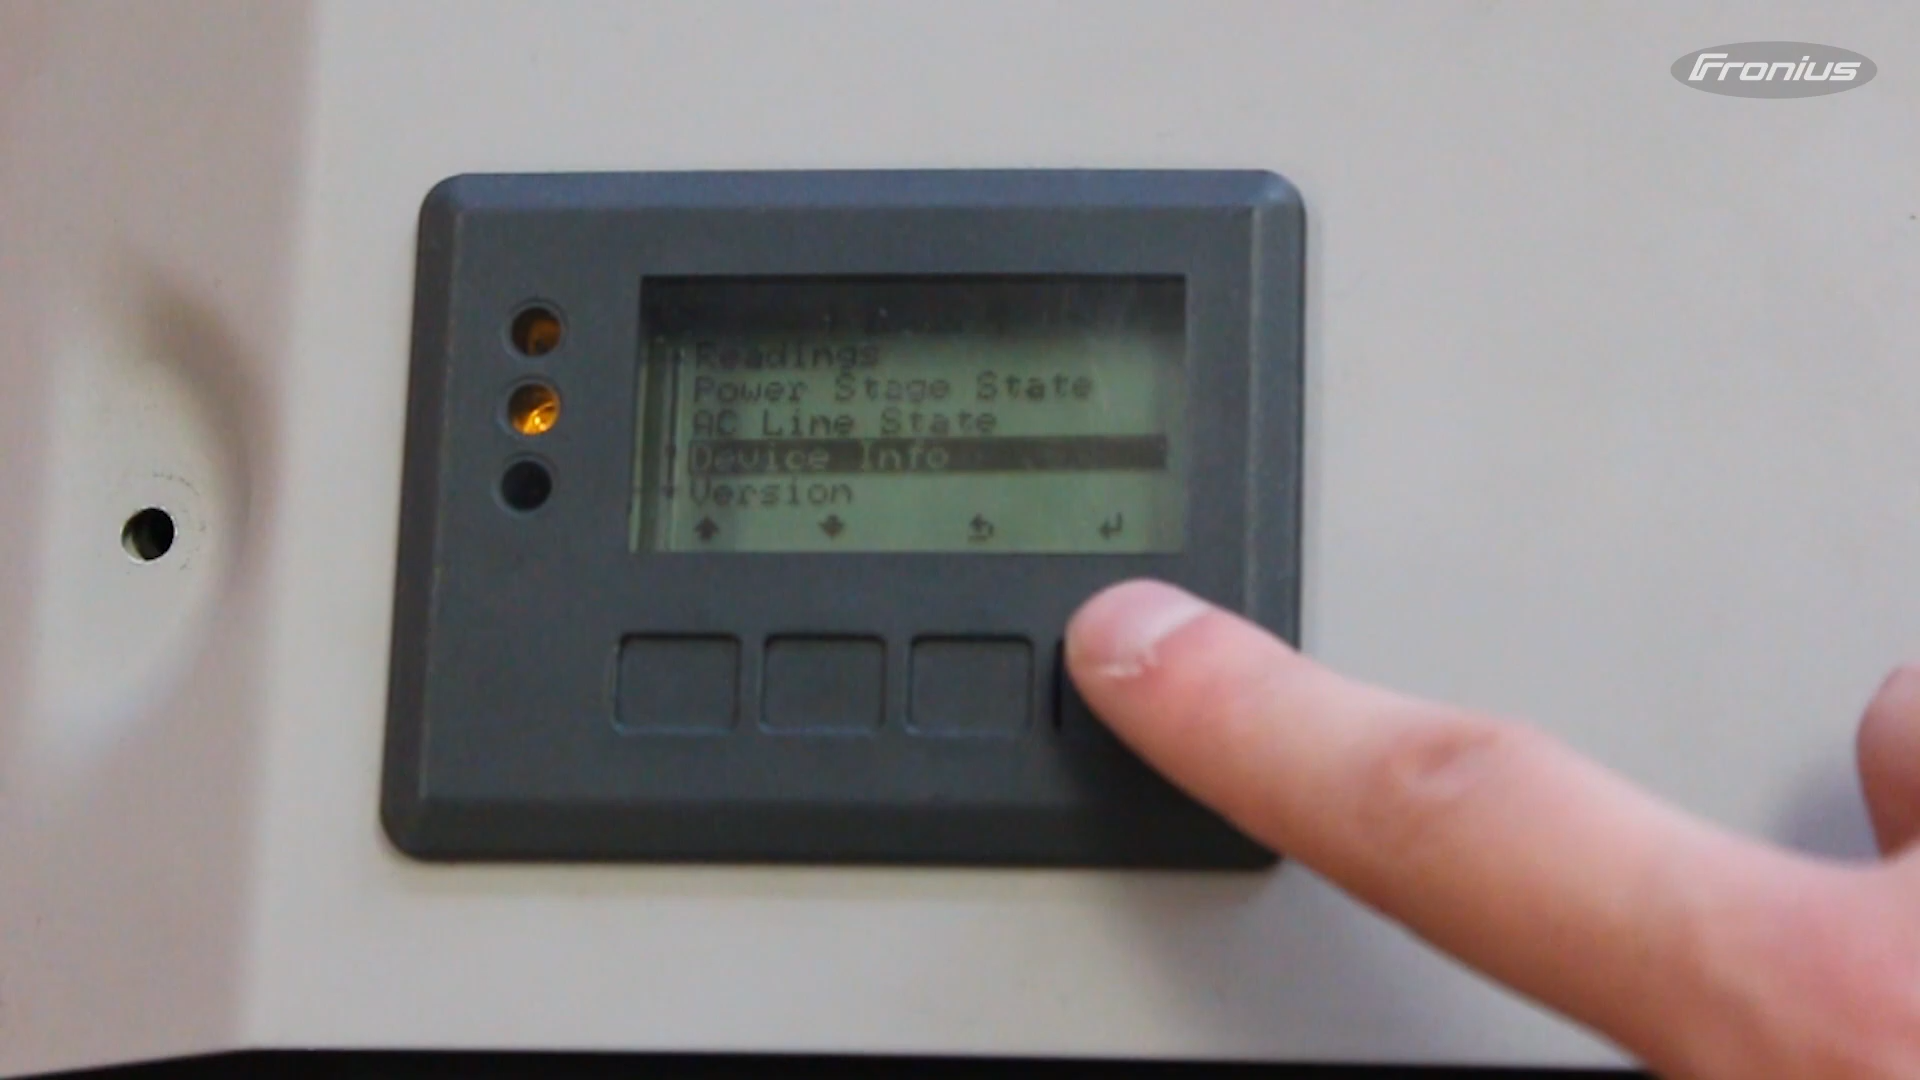 Fronius
Readings
Power Stage State
AC Line State
Device Info
Version